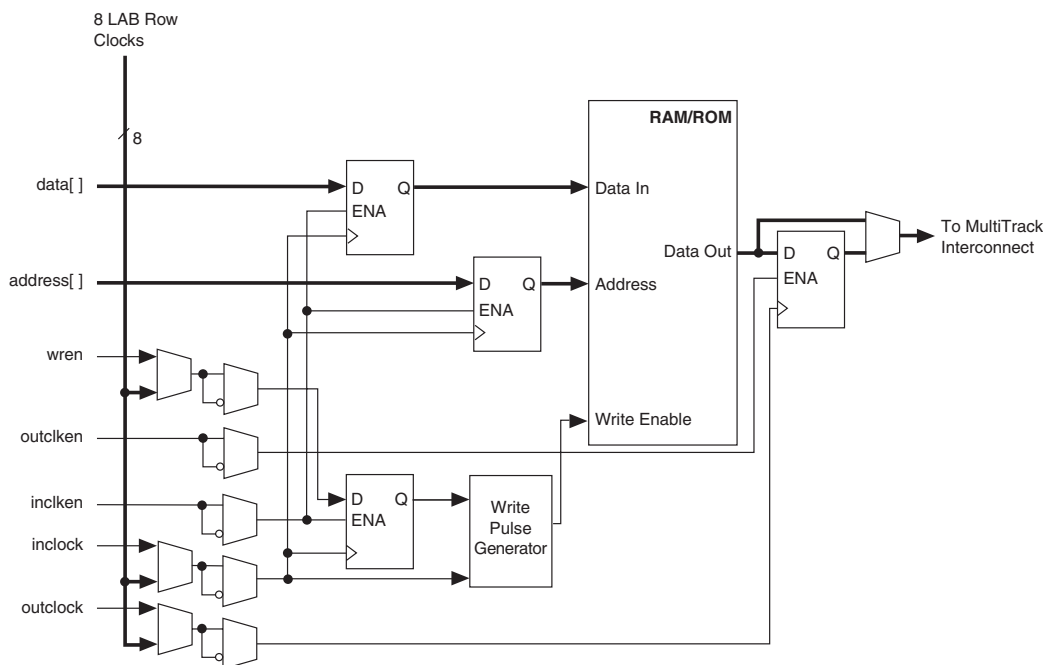 8 LAB Row
Clocks
8
RAM/ROM
data[ ]
D Q
ENA
Data In
address[ ]
D Q
ENA
Address
Data Out
D Q
ENA
To MultiTrack
Interconnect
wren
outclken
inclken
inclock
outclock
D Q
ENA
Write
Pulse
Generator
Write Enable